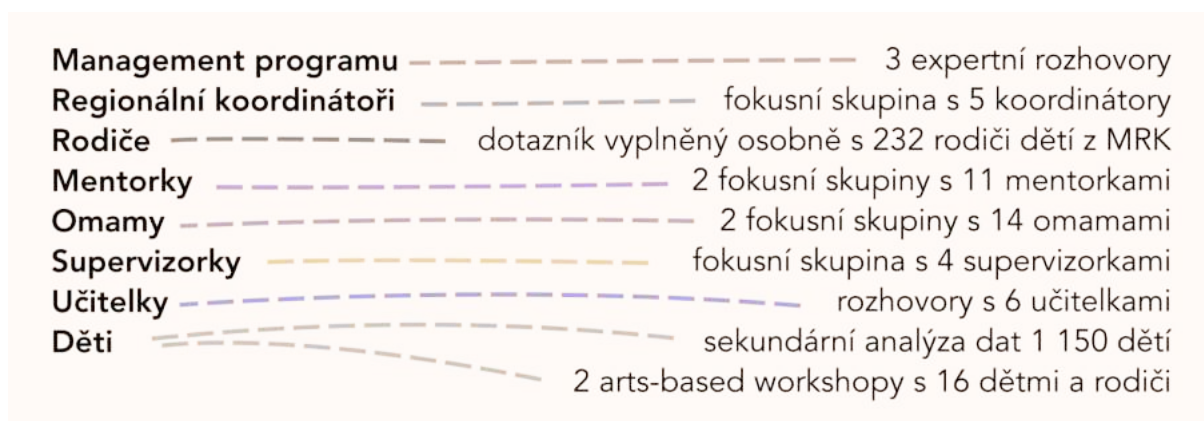 Management programu 3 expertní rozhovory
Regionální koordinátoři fokusní skupina s 5 koordinátory
Rodiče dotazník vyplněný osobně s 232 rodiči dětí z MRK
Mentorky 2 fokusní skupiny s 11 mentorkami
Omamy 2 fokusní skupiny s 14 omamami
Supervizorky fokusní skupina s 4 supervizorkami
Učitelky rozhovory s 6 učitelkami
Děti sekundární analýza dat 1 150 dětí
2 arts-based workshopy s 16 dětmi a rodiči